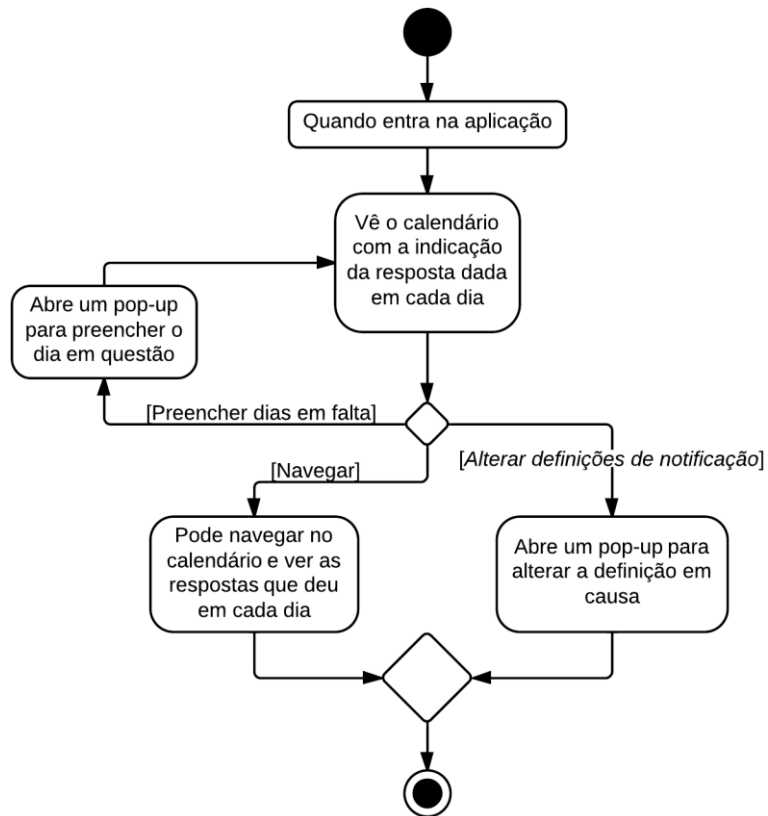 Quando entra na aplicação
Vê o calendário
com a indicação
da resposta dada
em cada dia
Abre um pop-up
para preencher o
dia em questão
[Preencher dias em falta]
[Navegar]
[Alterar definições de notificação]
Pode navegar no
calendário e ver as
respostas que deu
em cada dia
Abre um pop-up para
alterar a definição em
causa